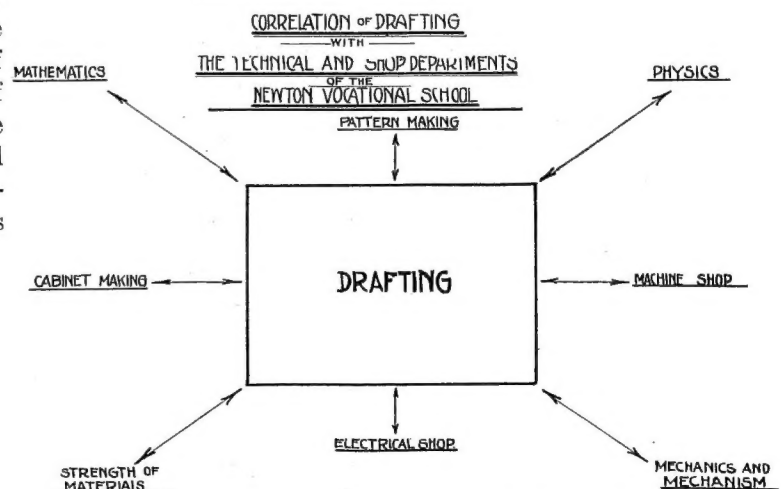 CORRELATION OF DRAFTING
WITH
THE TECHNICAL AND SHOP DEPARTMENTS
OF THE
NEWTON VOCATIONAL SCHOOL
MATHEMATICS
PHYSICS
PATTERN MAKING
CABINET MAKING
DRAFTING
MACHINE SHOP
ELECTRICAL SHOP
STRENGTH OF
MATERIALS
MECHANICS AND
MECHANISM